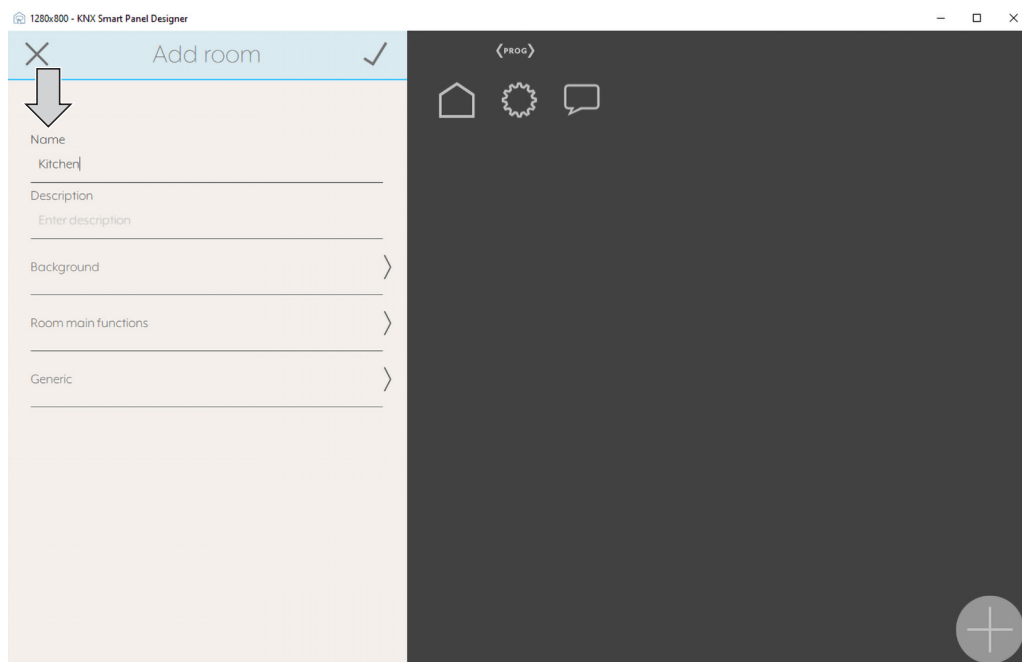 1280x800 - KNX Smart Panel Designer
Add room
⟨PROG⟩
Name
Kitchen
Description
Enter description
Background
Room main functions
Generic